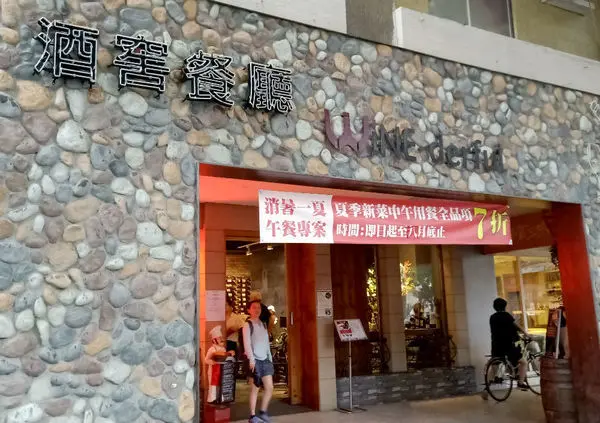 酒窖餐廳
WINE derful
消暑一夏
午餐專案
夏季新菜中午用餐全品項
時間：即日起至八月底止
7折